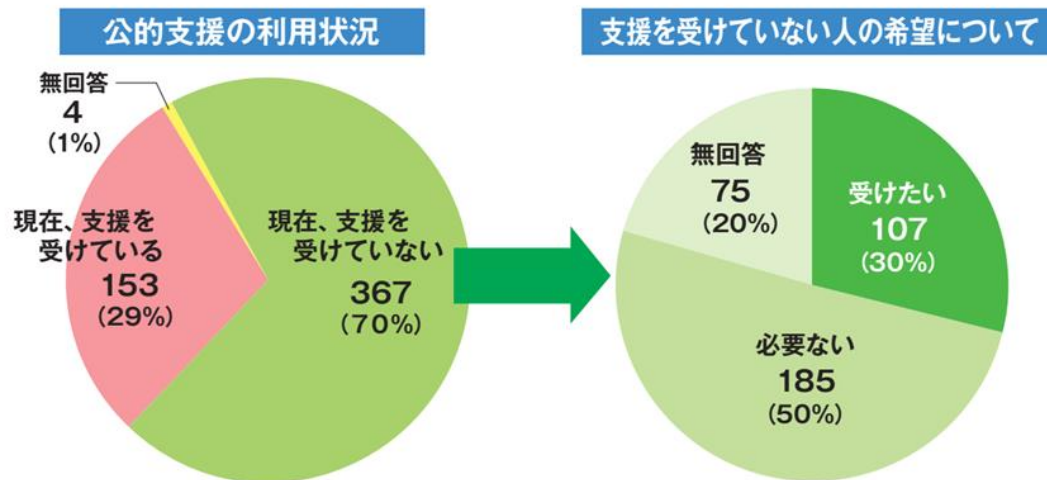 公的支援の利用状況
無回答
4
(1%)
現在、支援を
受けている
153
(29%)
現在、支援を
受けていない
367
(70%)
支援を受けていない人の希望について
無回答
75
(20%)
受けたい
107
(30%)
必要ない
185
(50%)